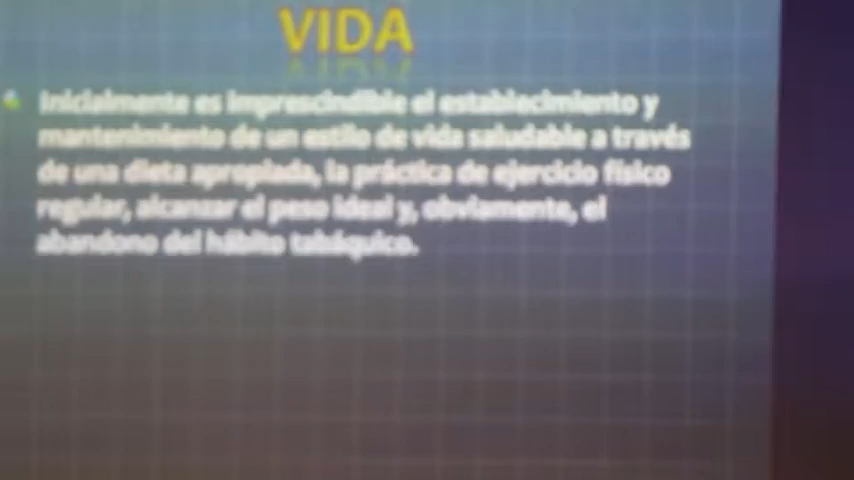 VIDA
Inicialmente es imprescindible el establecimiento y
mantenimiento de un estilo de vida saludable a través
de una dieta apropiada, la práctica de ejercicio físico
regular, alcanzar el peso ideal y, obviamente, el
abandono del hábito tabáquico.